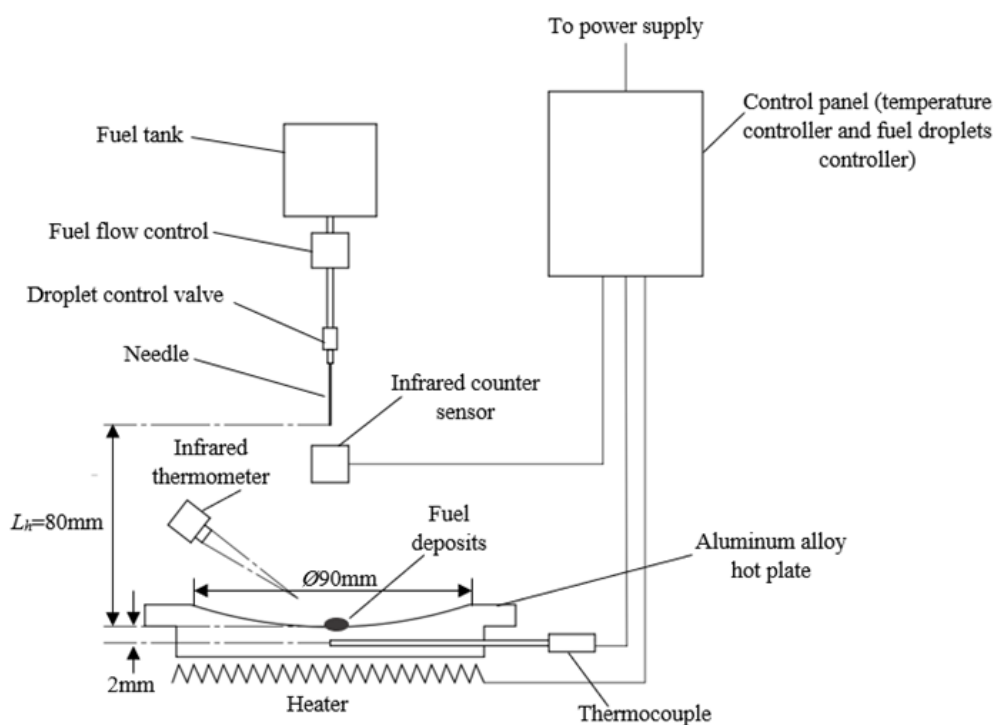 To power supply
Control panel (temperature
controller and fuel droplets
controller)
Fuel tank
Fuel flow control
Droplet control valve
Needle
Infrared counter
sensor
Infrared
thermometer
Lh=80mm
Fuel
deposits
Aluminum alloy
hot plate
Ø90mm
2mm
Heater
Thermocouple